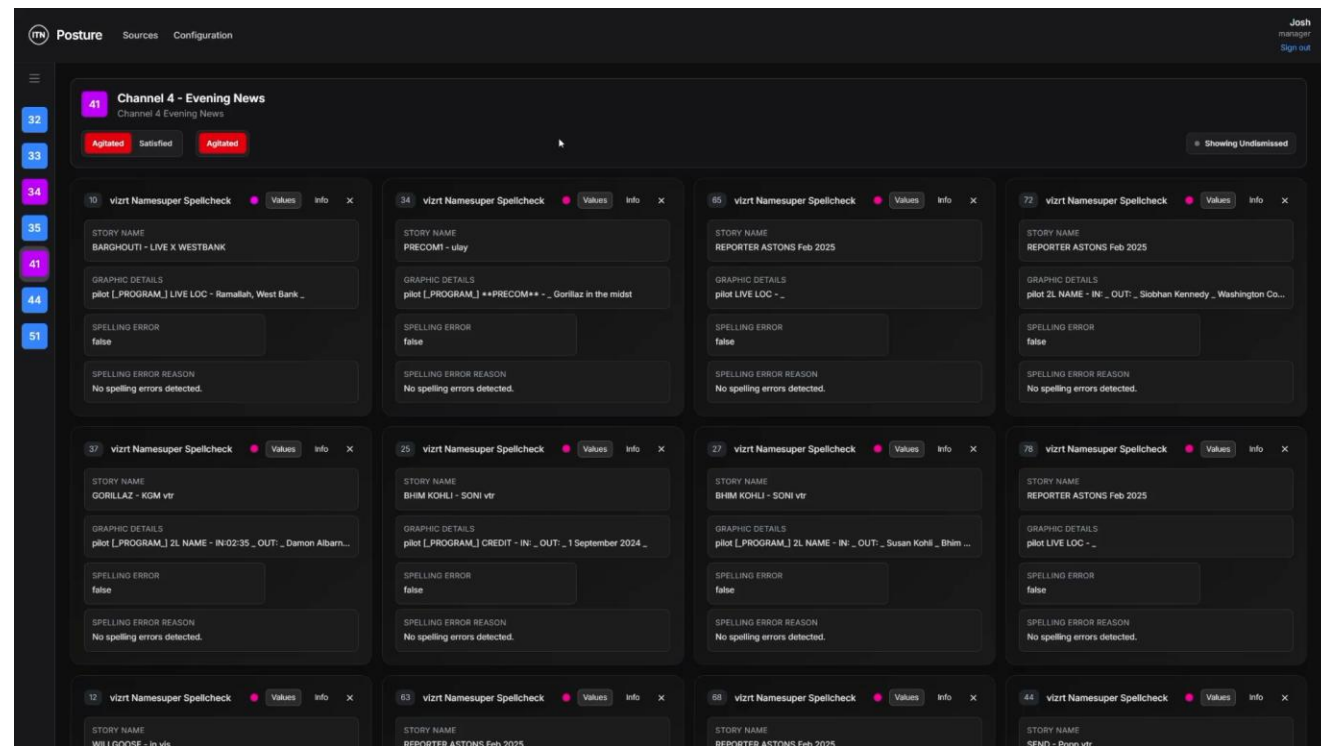 ITN Posture Sources Configuration
Josh
manager
Sign out
32
33
34
35
41
44
51
41 Channel 4 - Evening News
Channel 4 Evening News
Agitated Satisfied Agitated
Showing Undismissed
10 vizrt Namesuper Spellcheck Values Info ×
STORY NAME
BARGHOUTI - LIVE X WESTBANK
GRAPHIC DETAILS
pilot [_PROGRAM_] LIVE LOC - Ramallah, West Bank _
SPELLING ERROR
false
SPELLING ERROR REASON
No spelling errors detected.
34 vizrt Namesuper Spellcheck Values Info ×
STORY NAME
PRECOM1 - ulay
GRAPHIC DETAILS
pilot [_PROGRAM_] **PRECOM** - _ Gorillaz in the midst
SPELLING ERROR
false
SPELLING ERROR REASON
No spelling errors detected.
65 vizrt Namesuper Spellcheck Values Info ×
STORY NAME
REPORTER ASTONS Feb 2025
GRAPHIC DETAILS
pilot LIVE LOC - _
SPELLING ERROR
false
SPELLING ERROR REASON
No spelling errors detected.
72 vizrt Namesuper Spellcheck Values Info ×
STORY NAME
REPORTER ASTONS Feb 2025
GRAPHIC DETAILS
pilot 2L NAME - IN: _ OUT: _ Siobhan Kennedy _ Washington Co...
SPELLING ERROR
false
SPELLING ERROR REASON
No spelling errors detected.
37 vizrt Namesuper Spellcheck Values Info ×
STORY NAME
GORILLAZ - KGM vtr
GRAPHIC DETAILS
pilot [_PROGRAM_] 2L NAME - IN:02:35 _ OUT: _ Damon Albarn...
SPELLING ERROR
false
SPELLING ERROR REASON
No spelling errors detected.
25 vizrt Namesuper Spellcheck Values Info ×
STORY NAME
BHIM KOHLI - SONI vtr
GRAPHIC DETAILS
pilot [_PROGRAM_] CREDIT - IN: _ OUT: _ 1 September 2024 _
SPELLING ERROR
false
SPELLING ERROR REASON
No spelling errors detected.
27 vizrt Namesuper Spellcheck Values Info ×
STORY NAME
BHIM KOHLI - SONI vtr
GRAPHIC DETAILS
pilot [_PROGRAM_] 2L NAME - IN: _ OUT: _ Susan Kohli _ Bhim ...
SPELLING ERROR
false
SPELLING ERROR REASON
No spelling errors detected.
78 vizrt Namesuper Spellcheck Values Info ×
STORY NAME
REPORTER ASTONS Feb 2025
GRAPHIC DETAILS
pilot LIVE LOC - _
SPELLING ERROR
false
SPELLING ERROR REASON
No spelling errors detected.
12 vizrt Namesuper Spellcheck Values Info ×
STORY NAME
WILLGOOSE - in vis
63 vizrt Namesuper Spellcheck Values Info ×
STORY NAME
REPORTER ASTONS Feb 2025
68 vizrt Namesuper Spellcheck Values Info ×
STORY NAME
REPORTER ASTONS Feb 2025
44 vizrt Namesuper Spellcheck Values Info ×
STORY NAME
SEND - Popp vtr